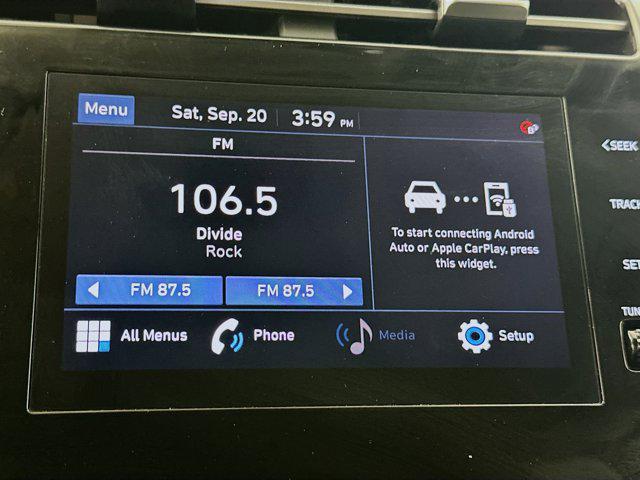 Menu
Sat, Sep. 20
3:59 PM
FM
106.5
Divide
Rock
FM 87.5
FM 87.5
To start connecting Android
Auto or Apple CarPlay, press
this widget.
All Menus
Phone
Media
Setup
<SEEK
TRACK
SET
TUN